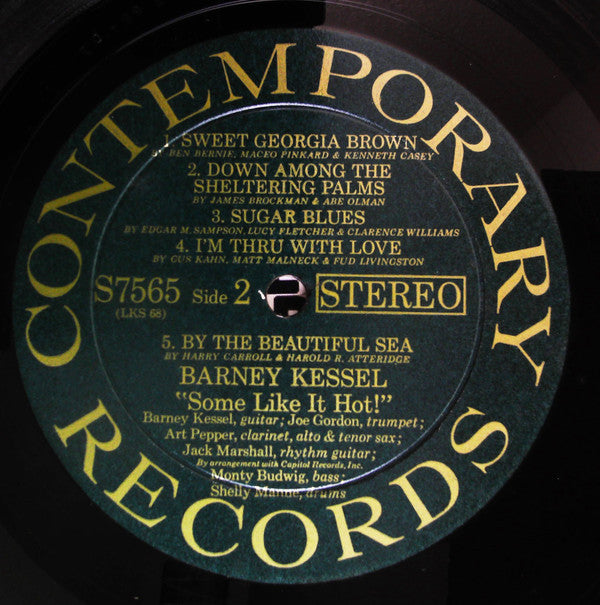 CONTEMPORARY
1. SWEET GEORGIA BROWN
BY BEN BERNIE, MACEO PINKARD & KENNETH CASEY
2. DOWN AMONG THE
SHELTERING PALMS
BY JAMES BROCKMAN & ABE OLMAN
3. SUGAR BLUES
BY EDGAR M. SAMPSON, LUCY FLETCHER & CLARENCE WILLIAMS
4. I'M THRU WITH LOVE
BY GUS KAHN, MATT MALNECK & FUD LIVINGSTON
S7565 Side 2 STEREO
(LKS 68)
5. BY THE BEAUTIFUL SEA
BY HARRY CARROLL & HAROLD R. ATTERIDGE
BARNEY KESSEL
"Some Like It Hot!"
Barney Kessel, guitar; Joe Gordon, trumpet;
Art Pepper, clarinet, alto & tenor sax;
Jack Marshall, rhythm guitar;
By arrangement with Capitol Records, Inc.
Monty Budwig, bass;
Shelly Manne, drums
RECORDS